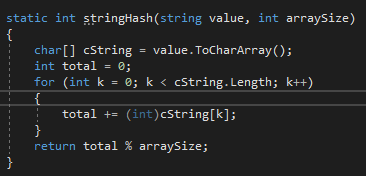 static int stringHash(string value, int arraySize)
{
char[] cString = value.ToCharArray();
int total = 0;
for (int k = 0; k < cString.Length; k++)
{
total += (int)cString[k];
}
return total % arraySize;
}